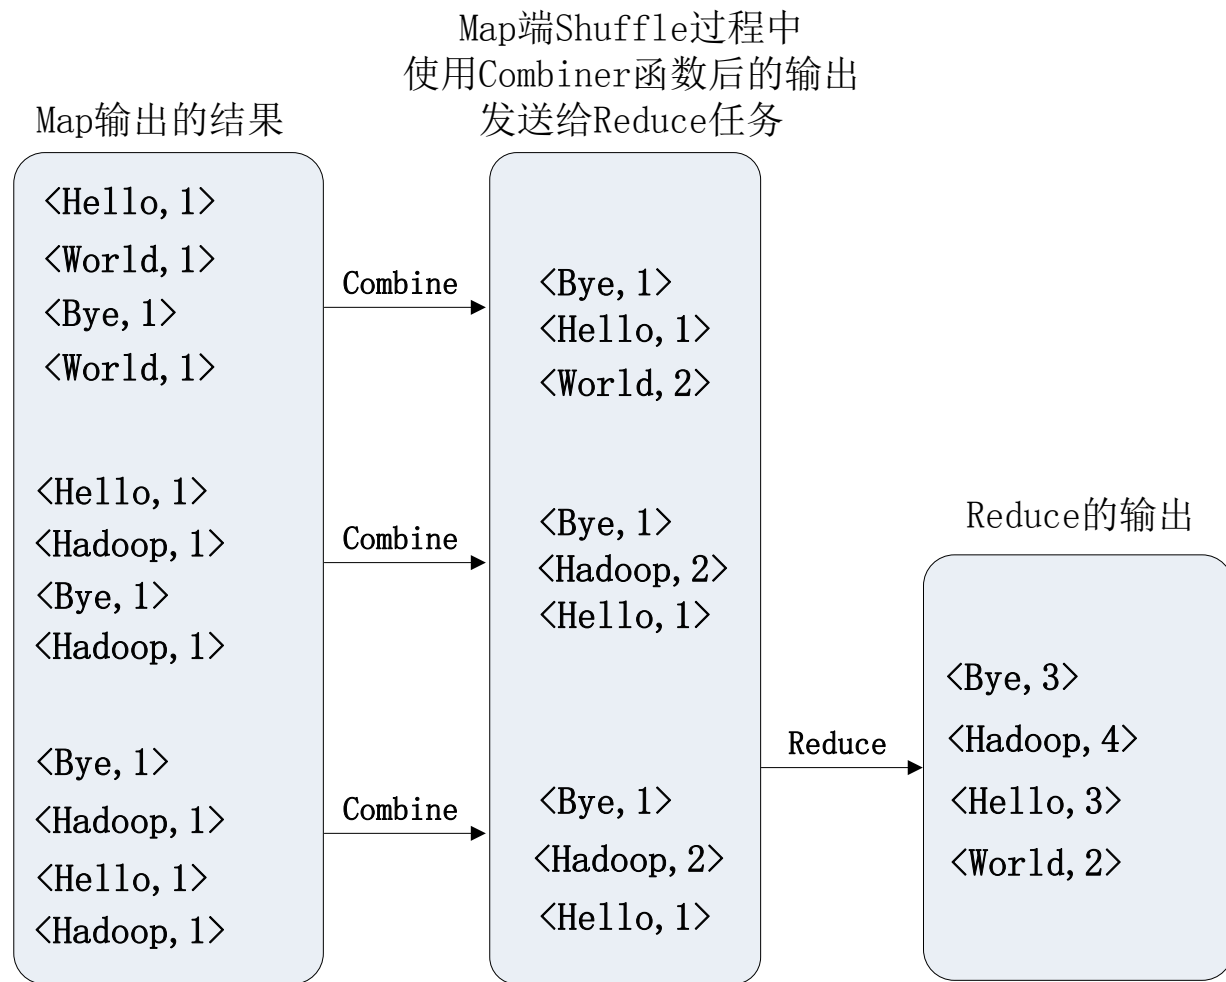 Map输出的结果
<Hello,1>
<World,1>
<Bye,1>
<World,1>
<Hello,1>
<Hadoop,1>
<Bye,1>
<Hadoop,1>
<Bye,1>
<Hadoop,1>
<Hello,1>
<Hadoop,1>
Combine
Combine
Combine
Map端Shuffle过程中
使用Combiner函数后的输出
发送给Reduce任务
<Bye,1>
<Hello,1>
<World,2>
<Bye,1>
<Hadoop,2>
<Hello,1>
<Bye,1>
<Hadoop,2>
<Hello,1>
Reduce
Reduce的输出
<Bye,3>
<Hadoop,4>
<Hello,3>
<World,2>